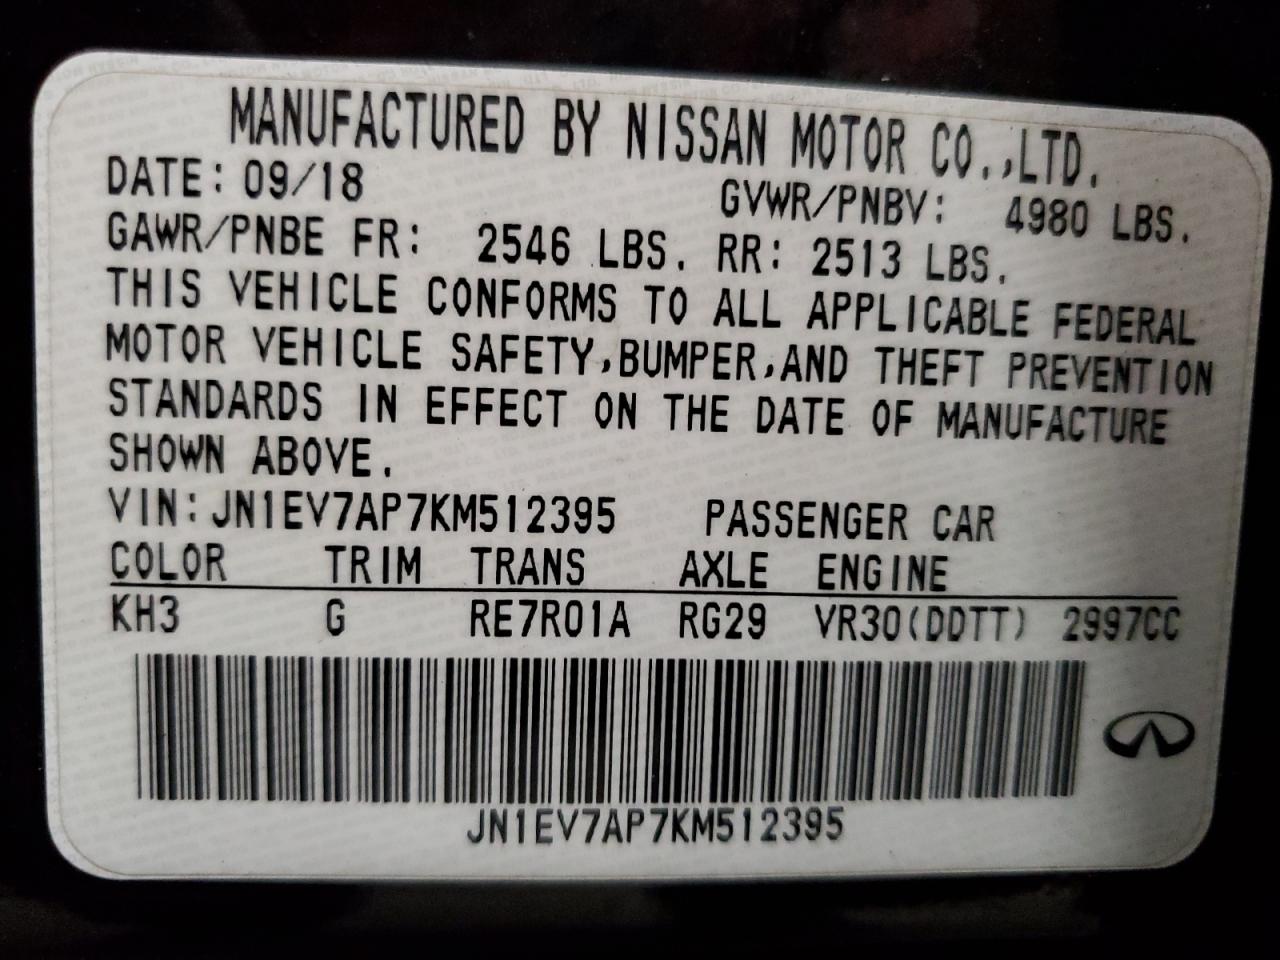 MANUFACTURED BY NISSAN MOTOR CO.,LTD.
DATE: 09/18 GVWR/PNBV: 4980 LBS.
GAWR/PNBE FR: 2546 LBS. RR: 2513 LBS.
THIS VEHICLE CONFORMS TO ALL APPLICABLE FEDERAL
MOTOR VEHICLE SAFETY,BUMPER,AND THEFT PREVENTION
STANDARDS IN EFFECT ON THE DATE OF MANUFACTURE
SHOWN ABOVE.
VIN:JN1EV7AP7KM512395 PASSENGER CAR
COLOR TRIM TRANS AXLE ENGINE
KH3 G RE7R01A RG29 VR30(DDTT) 2997CC
JN1EV7AP7KM512395